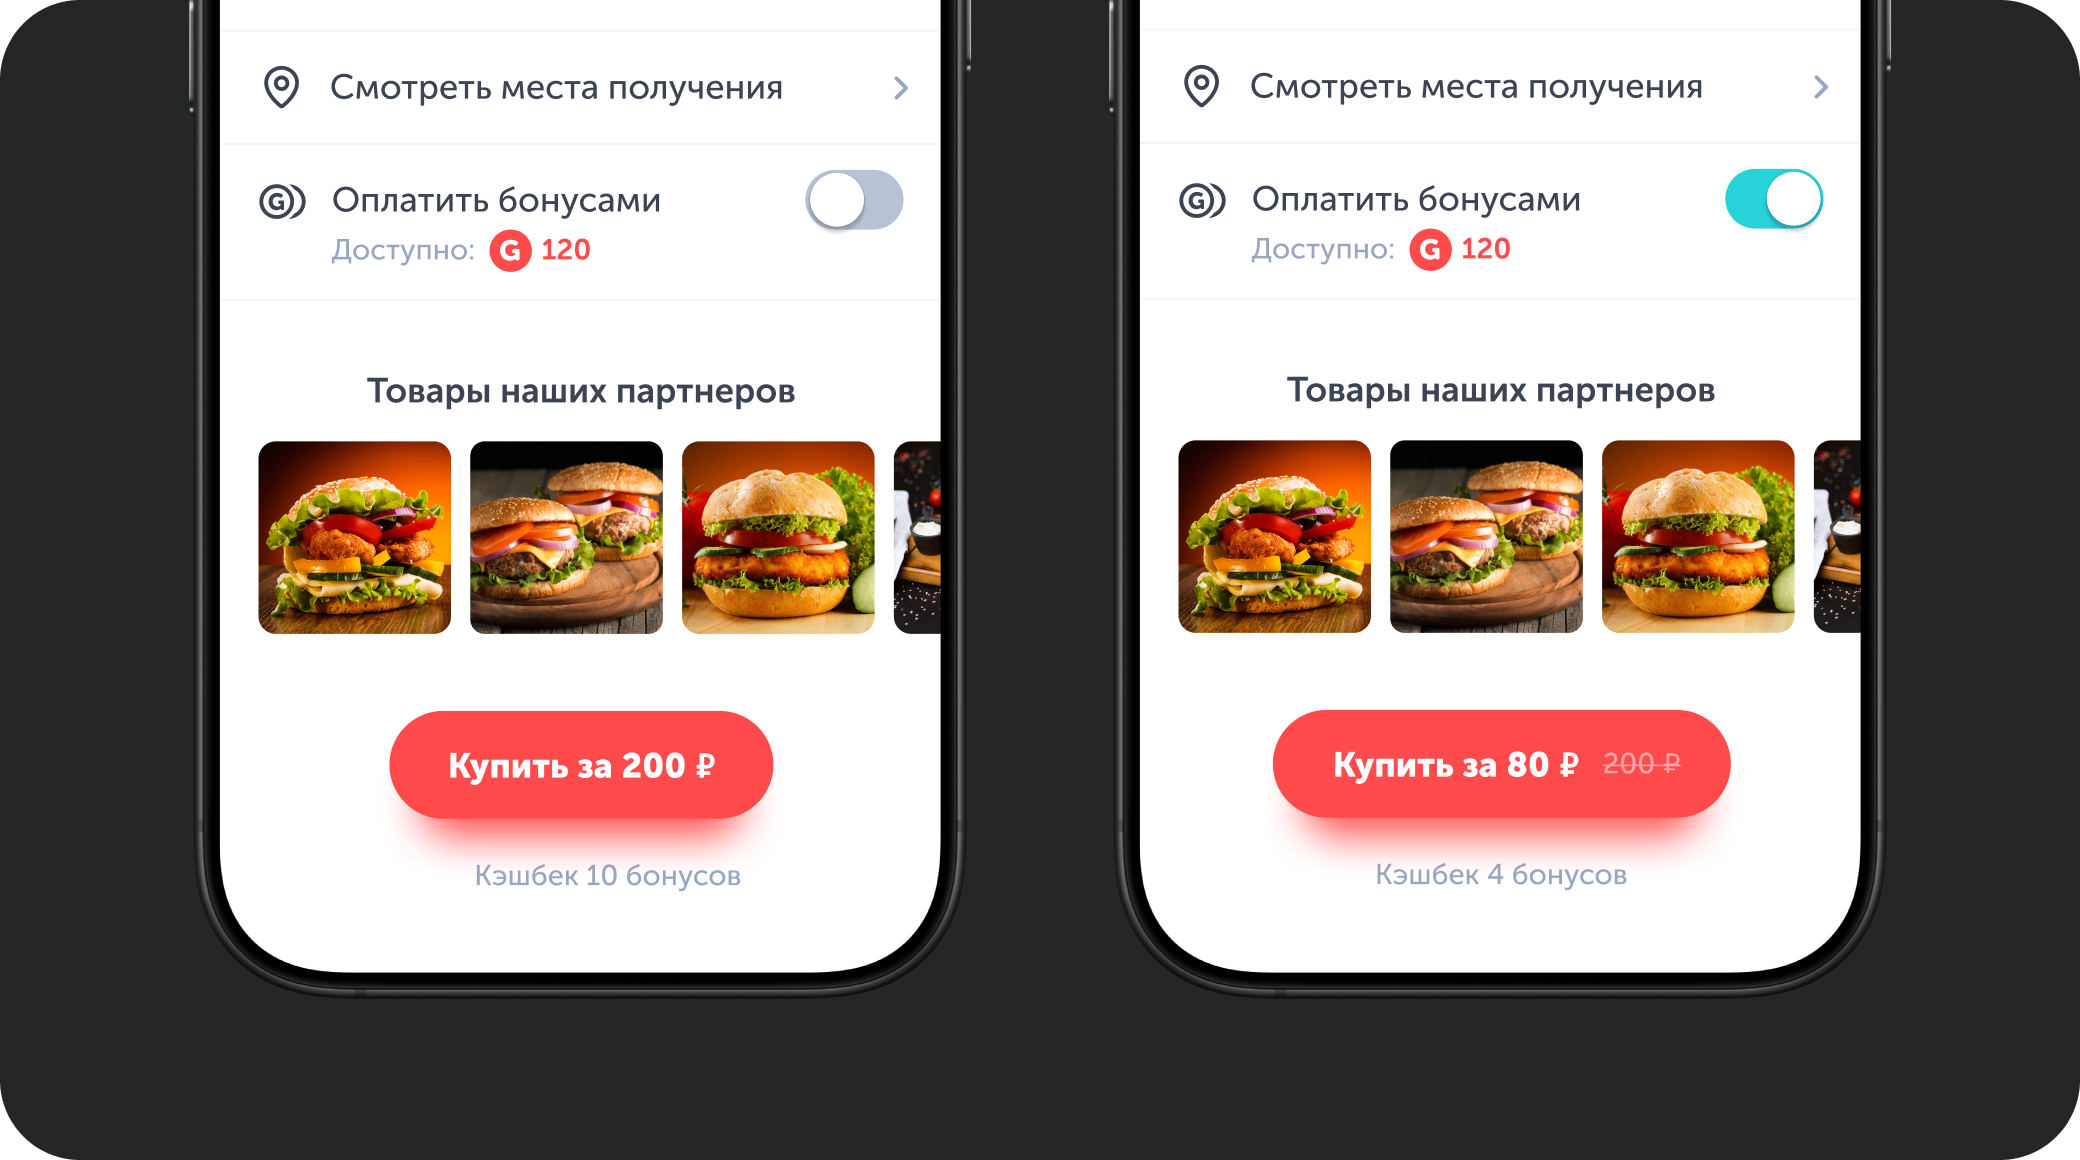 Смотреть места получения
Оплатить бонусами
Доступно: G 120
Товары наших партнеров
Купить за 200 ₽
Кэшбек 10 бонусов
Смотреть места получения
Оплатить бонусами
Доступно: G 120
Товары наших партнеров
Купить за 80 ₽ 200 ₽
Кэшбек 4 бонусов